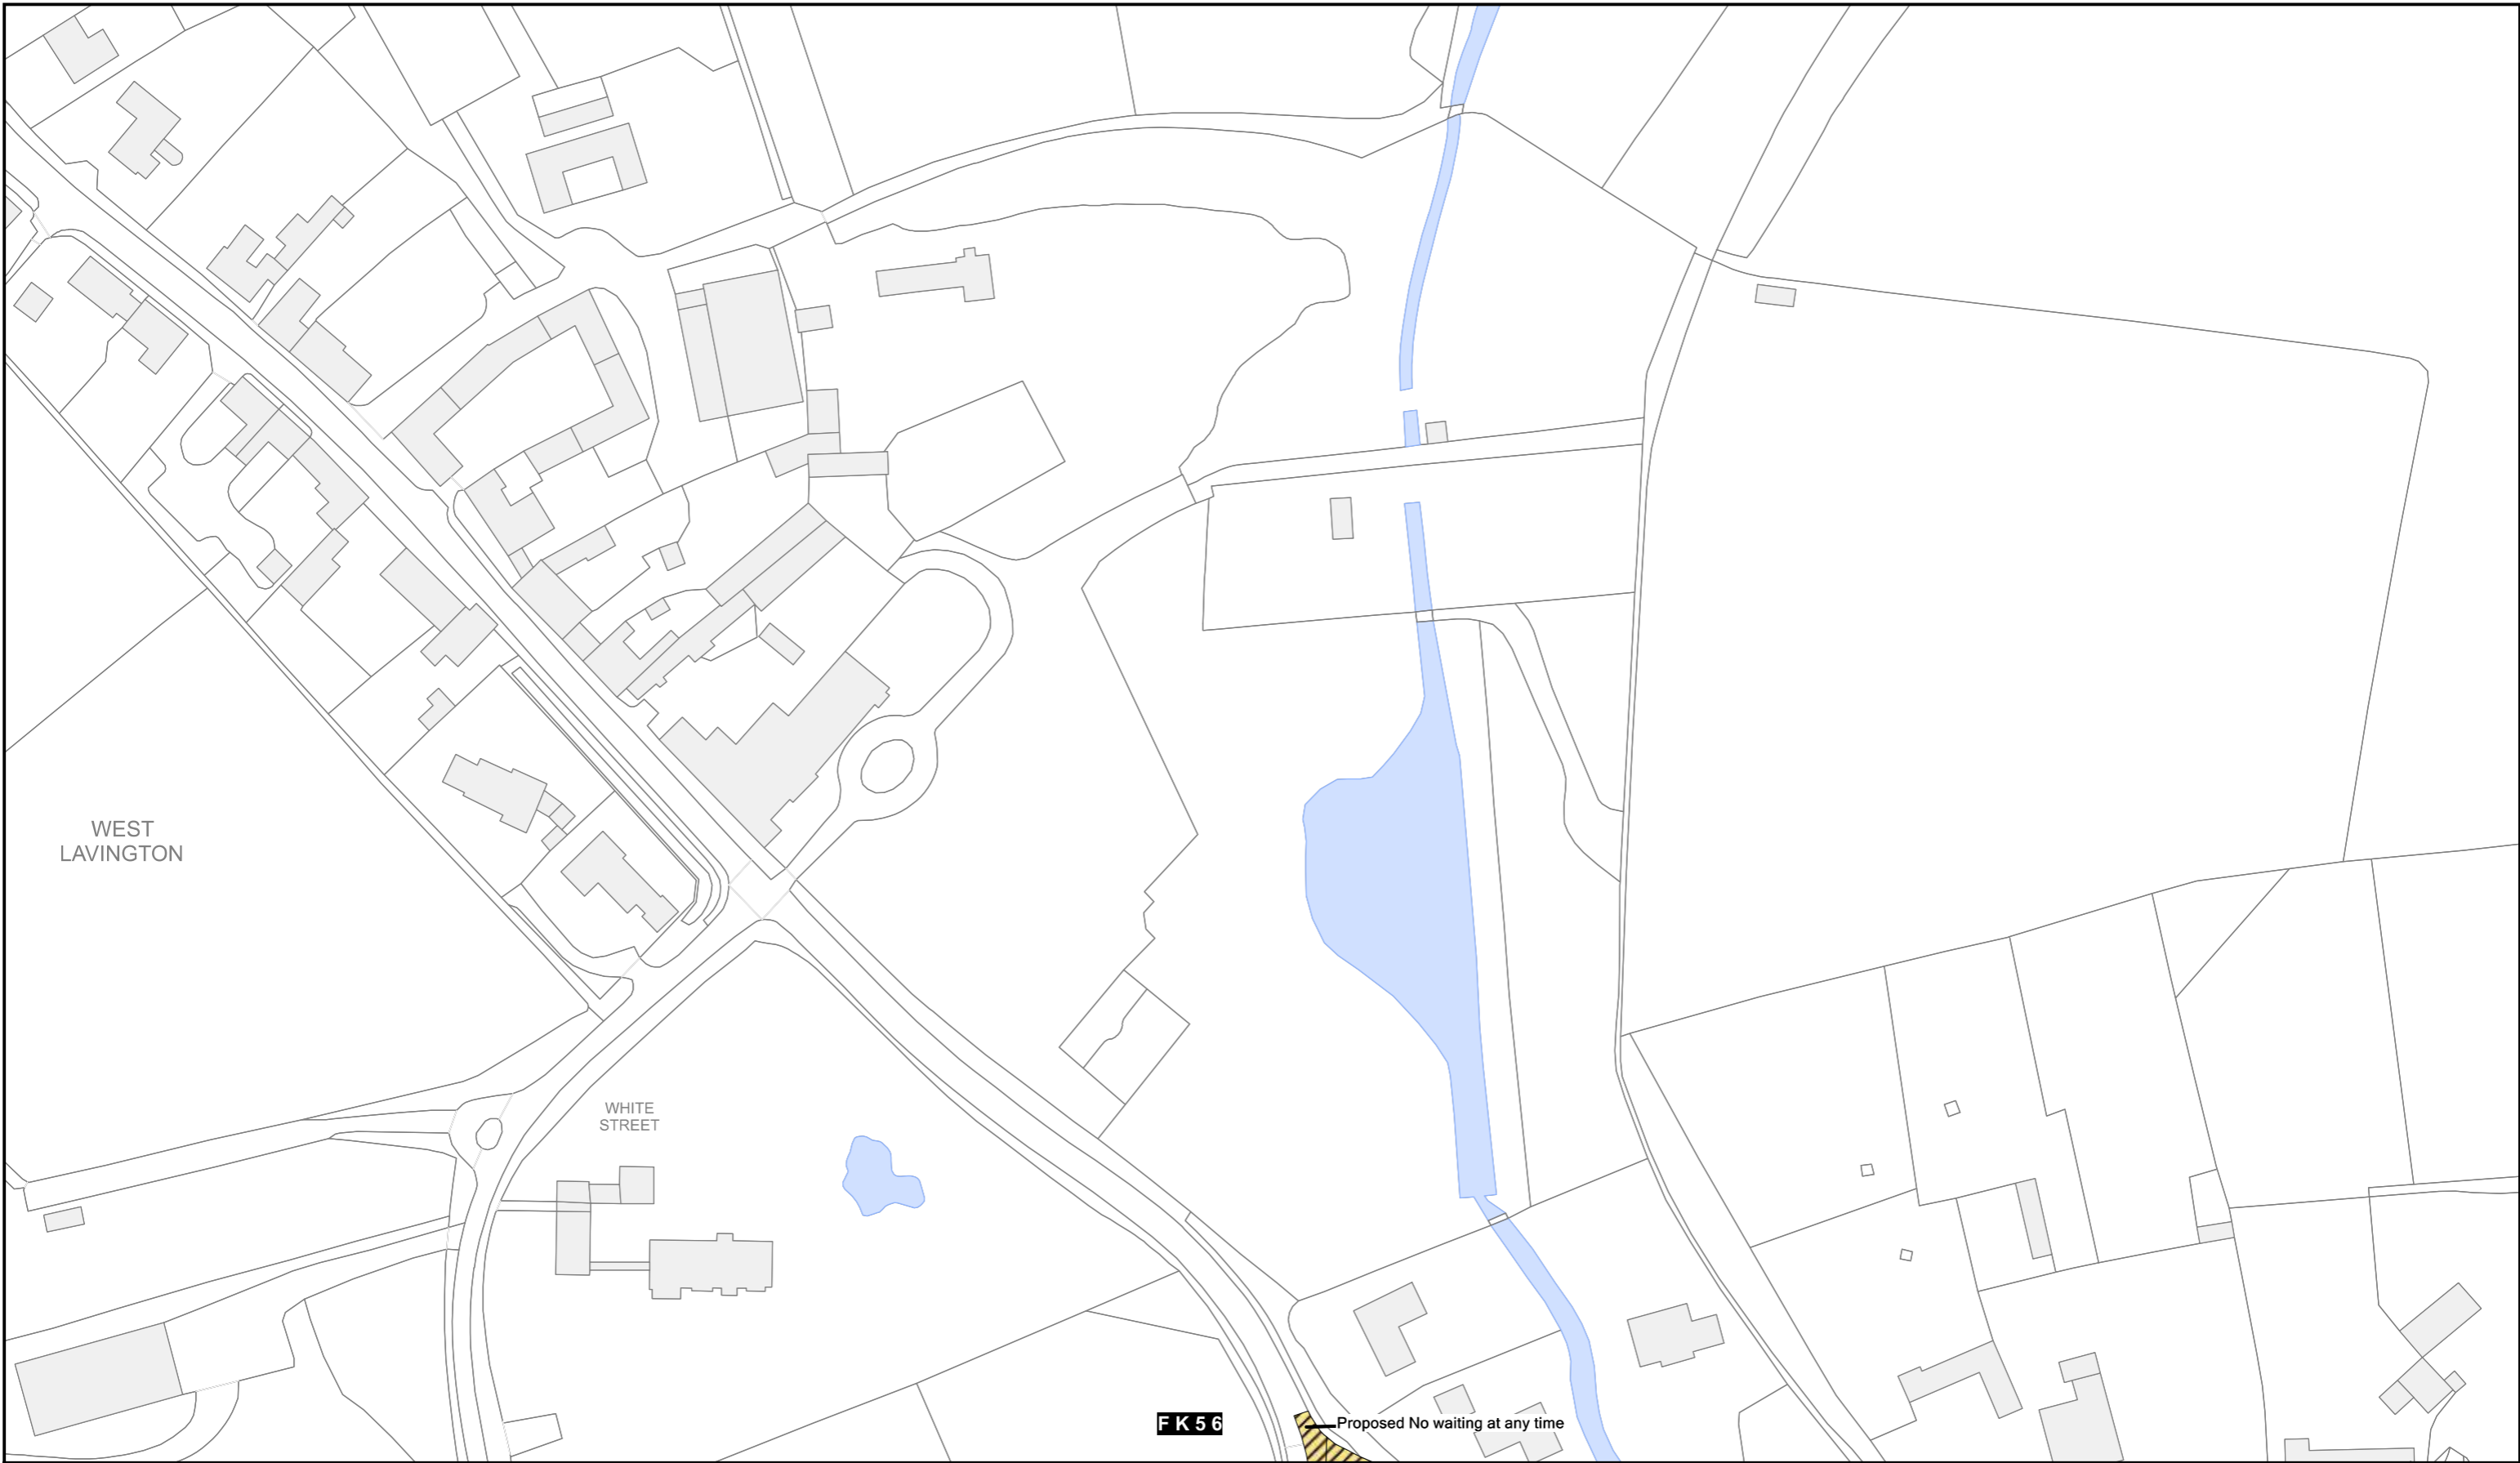 WEST
LAVINGTON
WHITE
STREET
FK56
Proposed No waiting at any time